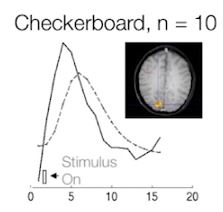 Checkerboard, n = 10
Stimulus
On
0 5 10 15 20